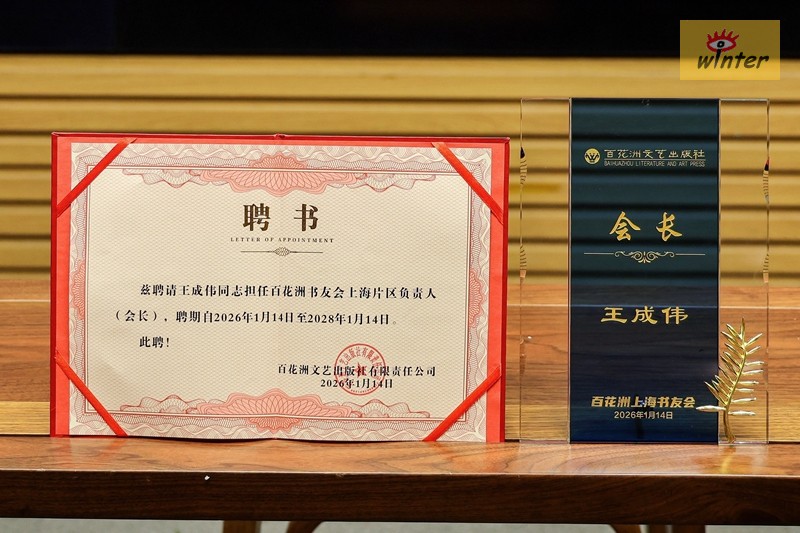 winter
聘书
LETTER OF APPOINTMENT
兹聘请王成伟同志担任百花洲书友会上海片区负责人
（会长），聘期自2026年1月14日至2028年1月14日。
此聘！
百花洲文艺出版社有限责任公司
2026年1月14日
百花洲文艺出版社
BAIHUAZHOU LITERATURE AND ART PRESS
会长
王成伟
百花洲上海书友会
2026年1月14日